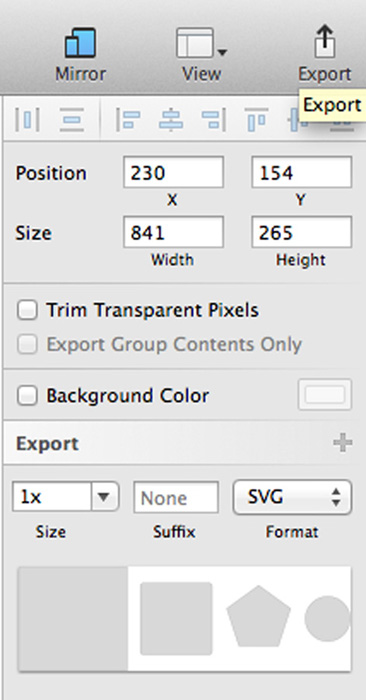 Mirror View Export
Export
Position 230 154
X Y
Size 841 265
Width Height
Trim Transparent Pixels
Export Group Contents Only
Background Color
Export
1x None SVG
Size Suffix Format